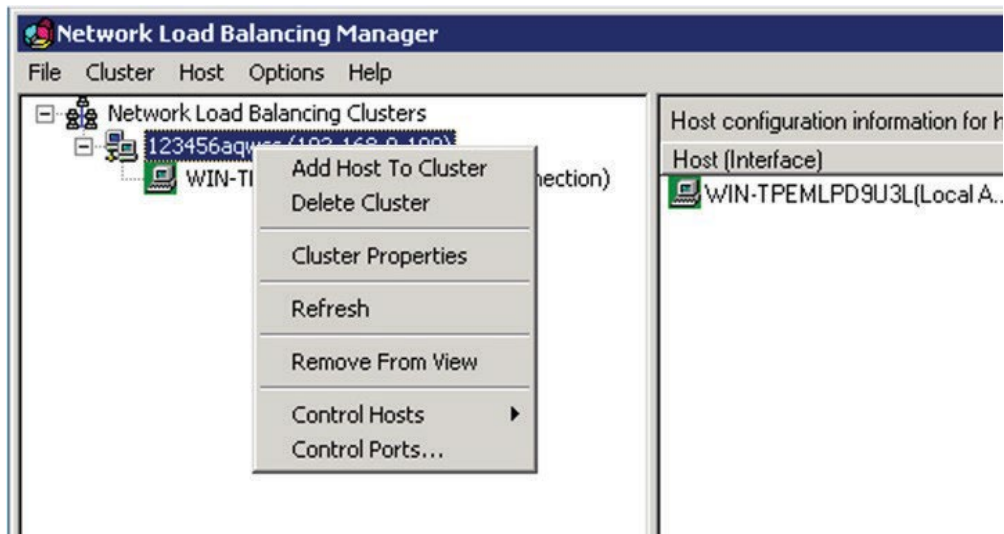 Network Load Balancing Manager
File Cluster Host Options Help
Network Load Balancing Clusters
Host configuration information for h
Host (Interface)
WIN-TPEMLPD9U3L(Local A...
nection)
Add Host To Cluster
Delete Cluster
Cluster Properties
Refresh
Remove From View
Control Hosts
Control Ports...